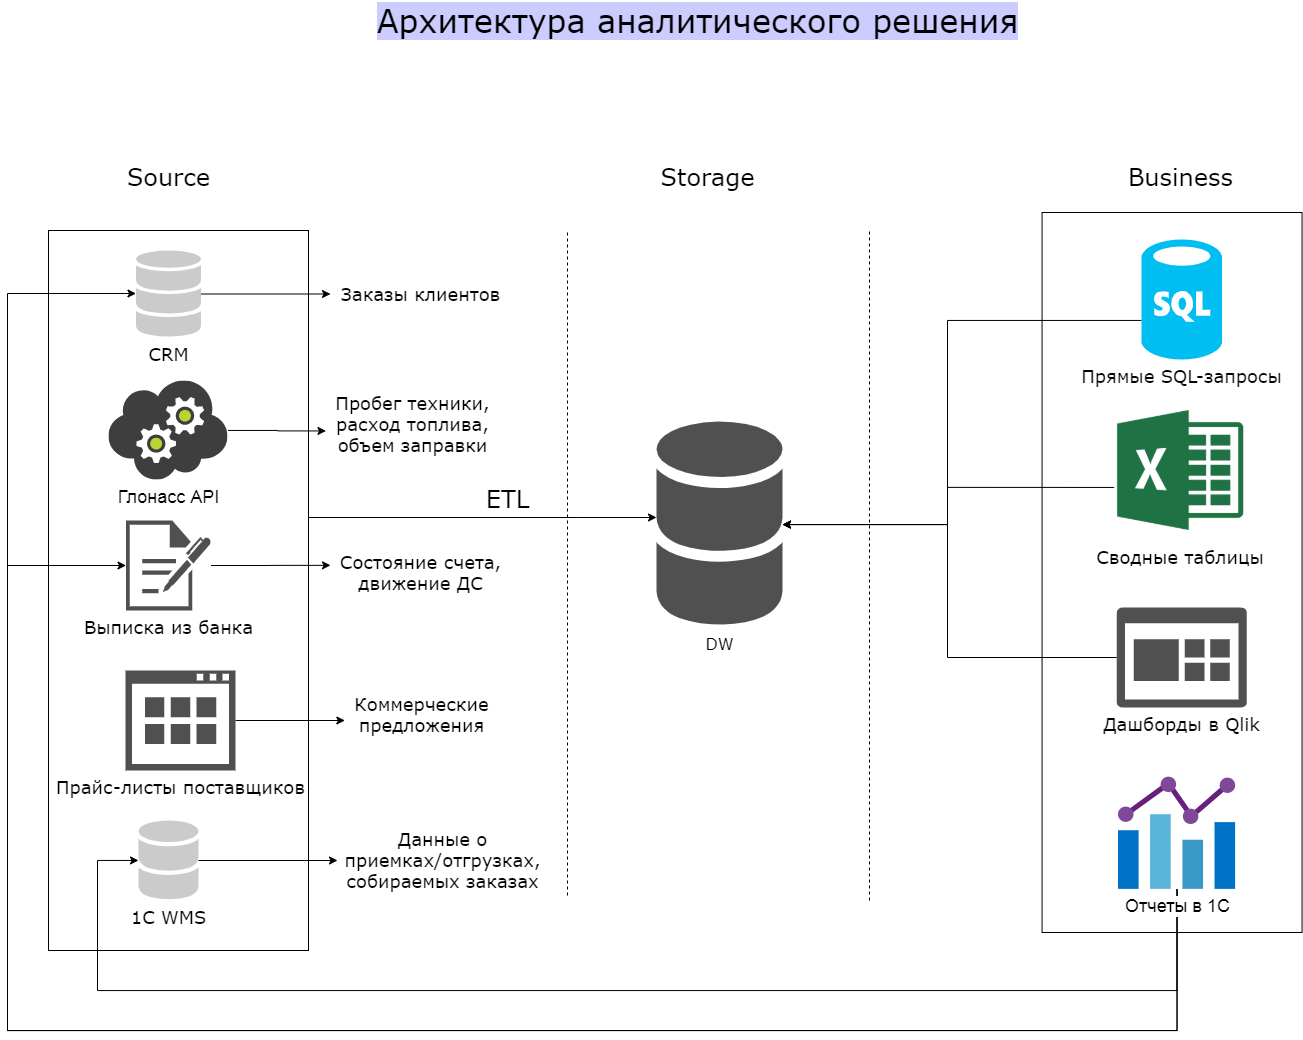 Архитектура аналитического решения
Source
Storage
Business
CRM
Заказы клиентов
Глонасс API
Пробег техники,
расход топлива,
объем заправки
ETL
Выписка из банка
Состояние счета,
движение ДС
Прайс-листы поставщиков
Коммерческие
предложения
1С WMS
Данные о
приемках/отгрузках,
собираемых заказах
DW
SQL
Прямые SQL-запросы
X
Сводные таблицы
Дашборды в Qlik
Отчеты в 1С